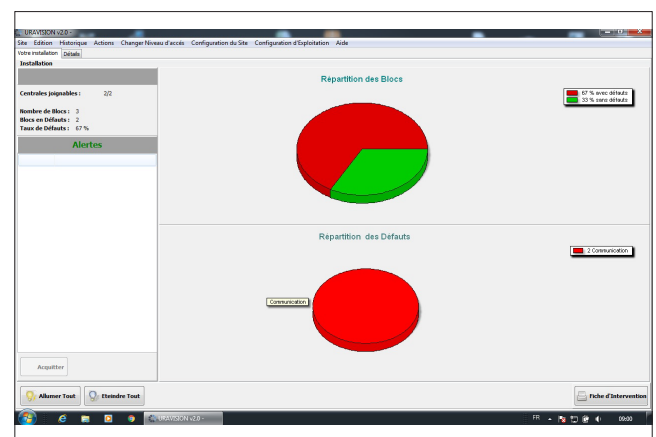 URAVISION v2.0 :
Site Edition Historique Actions Changer Niveau d'accès Configuration du Site Configuration d'Exploitation Aide
Votre installation Détails
Installation
Centrales joignables : 2/2
Nombre de Blocs : 3
Blocs en Défauts : 2
Taux de Défauts : 67 %
Alertes
Acquitter
Répartition des Blocs
67 % avec défauts
33 % sans défauts
Répartition des Défauts
2 Communication
Communication
Allumer Tout Eteindre Tout Fiche d'Intervention
URAVISION v2.0 - FR 09:00